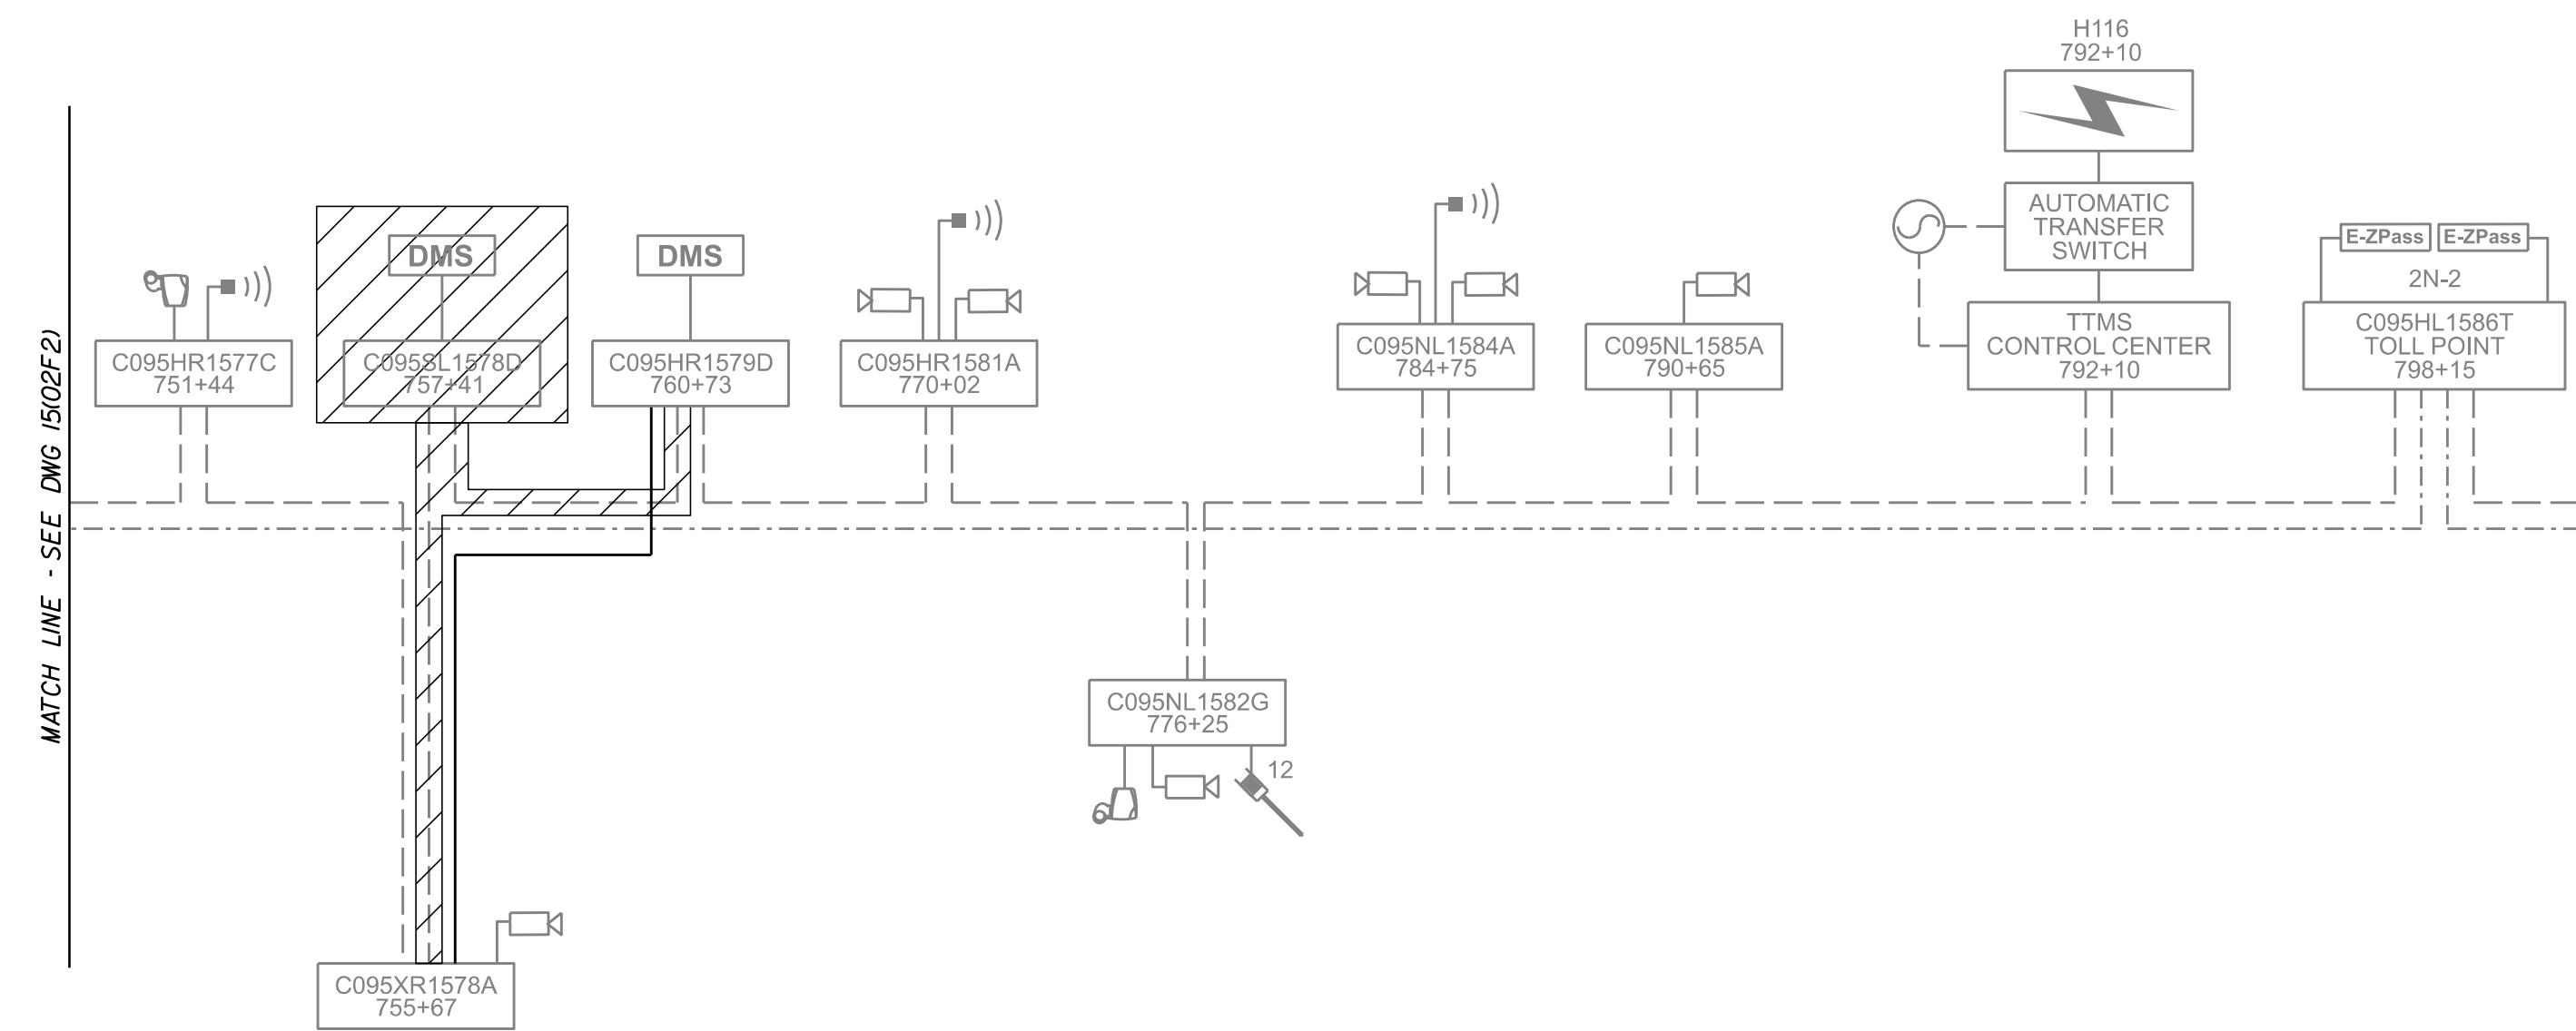 H116
792+10
AUTOMATIC
TRANSFER
SWITCH
E-ZPass E-ZPass
2N-2
DMS
DMS
C095HR1577C
751+44
C095SL1578D
757+41
C095HR1579D
760+73
C095HR1581A
770+02
C095NL1584A
784+75
C095NL1585A
790+65
TTMS
CONTROL CENTER
792+10
C095HL1586T
TOLL POINT
798+15
MATCH LINE - SEE DWG 15(02F2)
C095NL1582G
776+25
12
C095XR1578A
755+67